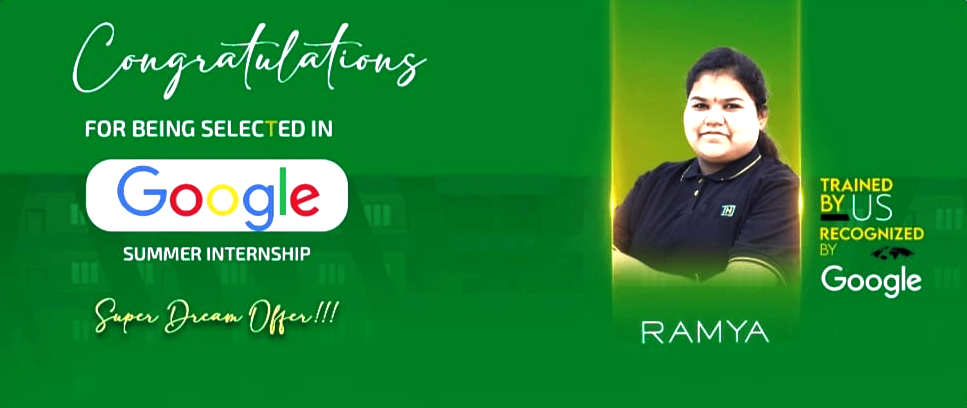 Congratulations
FOR BEING SELECTED IN
Google
SUMMER INTERNSHIP
Super Dream Offer!!!
RAMYA
TRAINED
BY US
RECOGNIZED
BY
Google